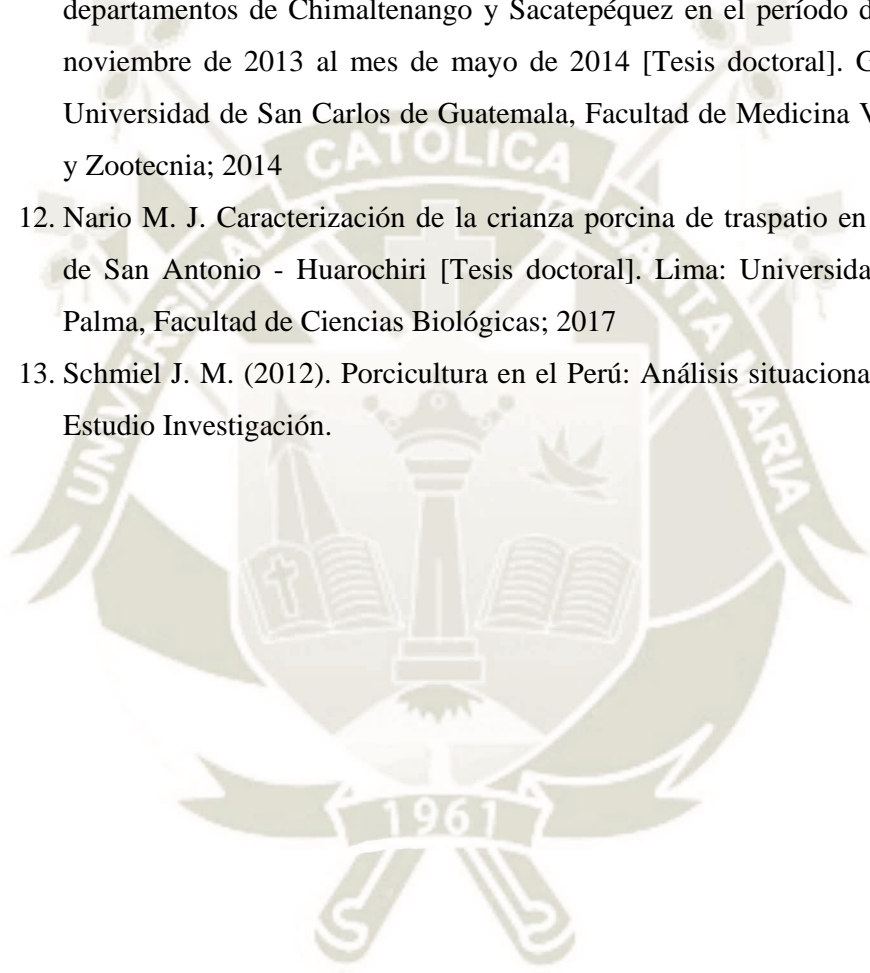 departamentos de Chimaltenango y Sacatepéquez en el período d
noviembre de 2013 al mes de mayo de 2014 [Tesis doctoral]. G
Universidad de San Carlos de Guatemala, Facultad de Medicina V
y Zootecnia; 2014
12. Nario M. J. Caracterización de la crianza porcina de traspatio en
de San Antonio - Huarochiri [Tesis doctoral]. Lima: Universida
Palma, Facultad de Ciencias Biológicas; 2017
13. Schmiel J. M. (2012). Porcicultura en el Perú: Análisis situaciona
Estudio Investigación.
UNIVERSIDAD CATOLICA SANTA MARIA
1961